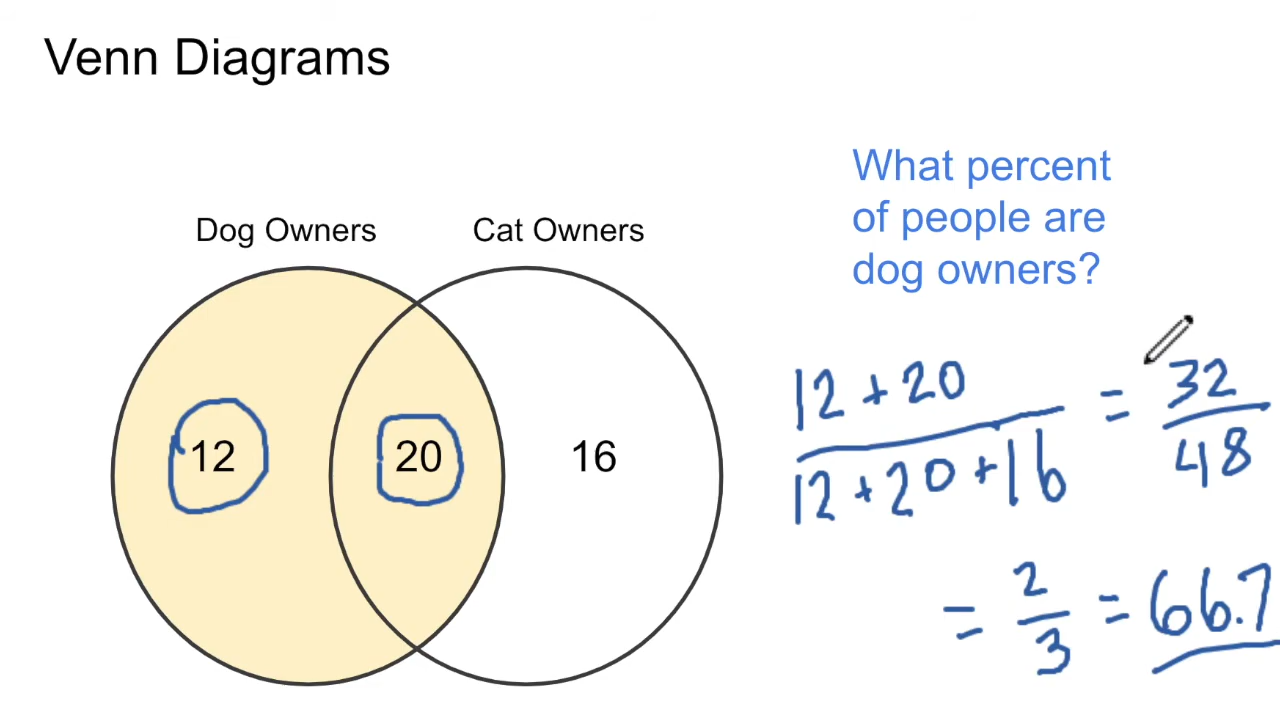 Venn Diagrams
Dog Owners
Cat Owners
12
20
16
What percent
of people are
dog owners?
12 + 20
12 + 20 + 16
=
32
48
=
2
3
= 66.7